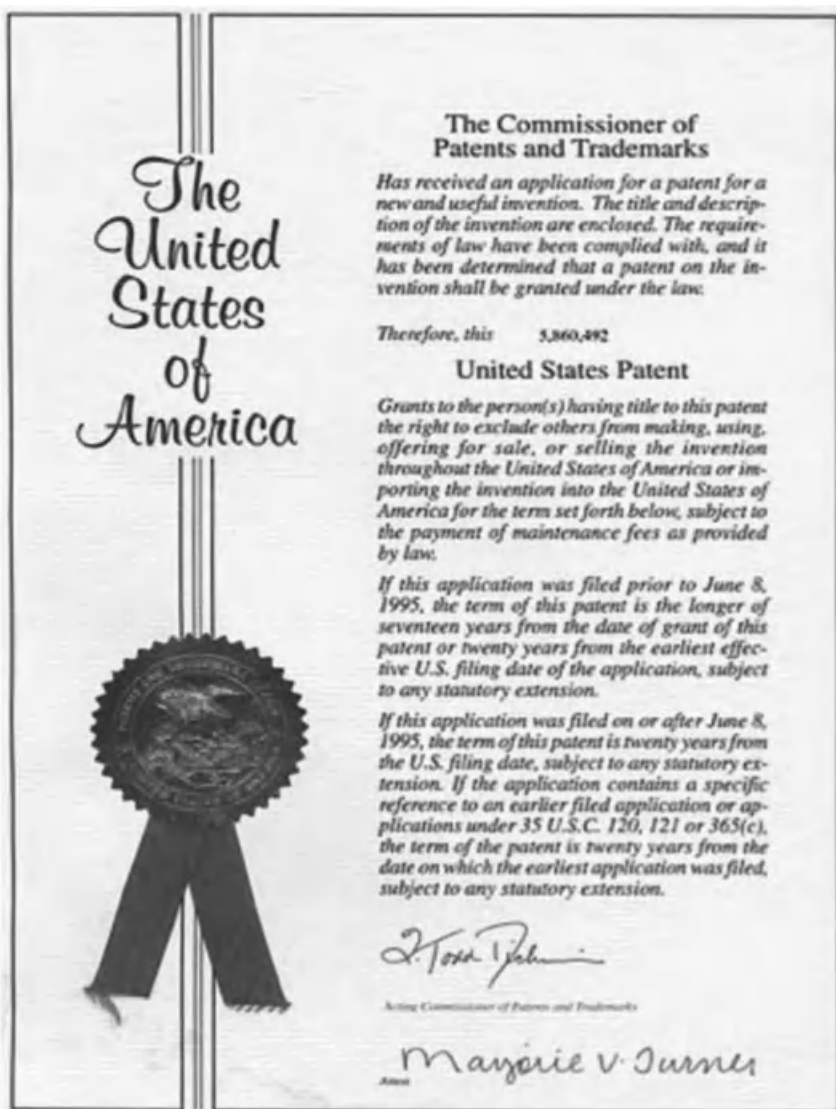 The
United
States
of
America
The Commissioner of
Patents and Trademarks
Has received an application for a patent for a
new and useful invention. The title and descrip-
tion of the invention are enclosed. The require-
ments of law have been complied with, and it
has been determined that a patent on the in-
vention shall be granted under the law.
Therefore, this 5,860,492
United States Patent
Grants to the person(s) having title to this patent
the right to exclude others from making, using,
offering for sale, or selling the invention
throughout the United States of America or im-
porting the invention into the United States of
America for the term set forth below, subject to
the payment of maintenance fees as provided
by law.
If this application was filed prior to June 8,
1995, the term of this patent is the longer of
seventeen years from the date of grant of this
patent or twenty years from the earliest effec-
tive U.S. filing date of the application, subject
to any statutory extension.
If this application was filed on or after June 8,
1995, the term of this patent is twenty years from
the U.S. filing date, subject to any statutory ex-
tension. If the application contains a specific
reference to an earlier filed application or ap-
plications under 35 U.S.C. 120, 121 or 365(c),
the term of the patent is twenty years from the
date on which the earliest application was filed,
subject to any statutory extension.
Q. Todd
Acting Commissioner of Patents and Trademarks
Marjorie V. Turner
Attest